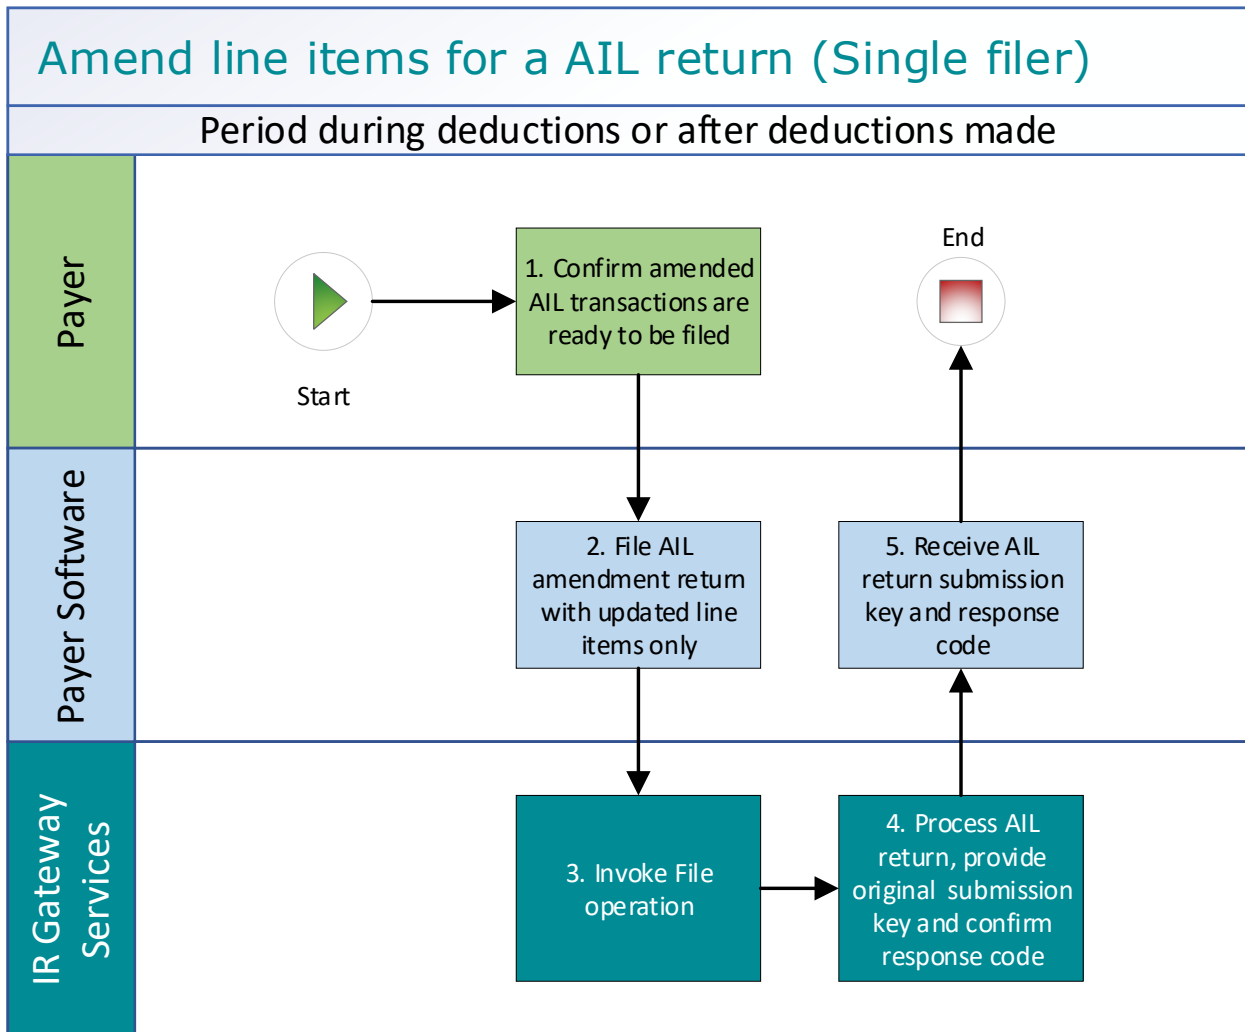 Amend line items for a AIL return (Single filer)
Period during deductions or after deductions made
Payer
Start
1. Confirm amended
AIL transactions are
ready to be filed
End
Payer Software
2. File AIL
amendment return
with updated line
items only
5. Receive AIL
return submission
key and response
code
IR Gateway
Services
3. Invoke File
operation
4. Process AIL
return, provide
original submission
key and confirm
response code